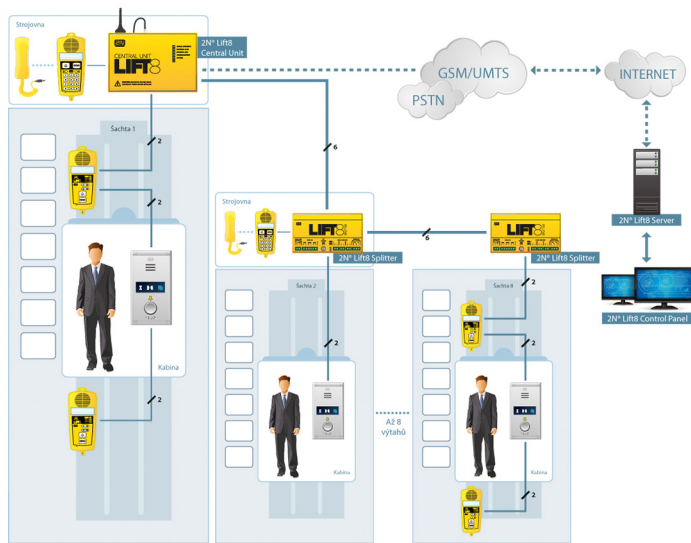 Strojovna
2N
CENTRAL UNIT
LIFT8
2N® Lift8
Central Unit
GSM/UMTS
PSTN
INTERNET
Šachta 1
2
2
Kabina
2
6
Strojovna
LIFT8
2N® Lift8 Splitter
6
LIFT8
2N® Lift8 Splitter
2N® Lift8 Server
2N® Lift8 Control Panel
Šachta 2
2
Kabina
Až 8
výtahů
Šachta 8
2
2
Kabina
2